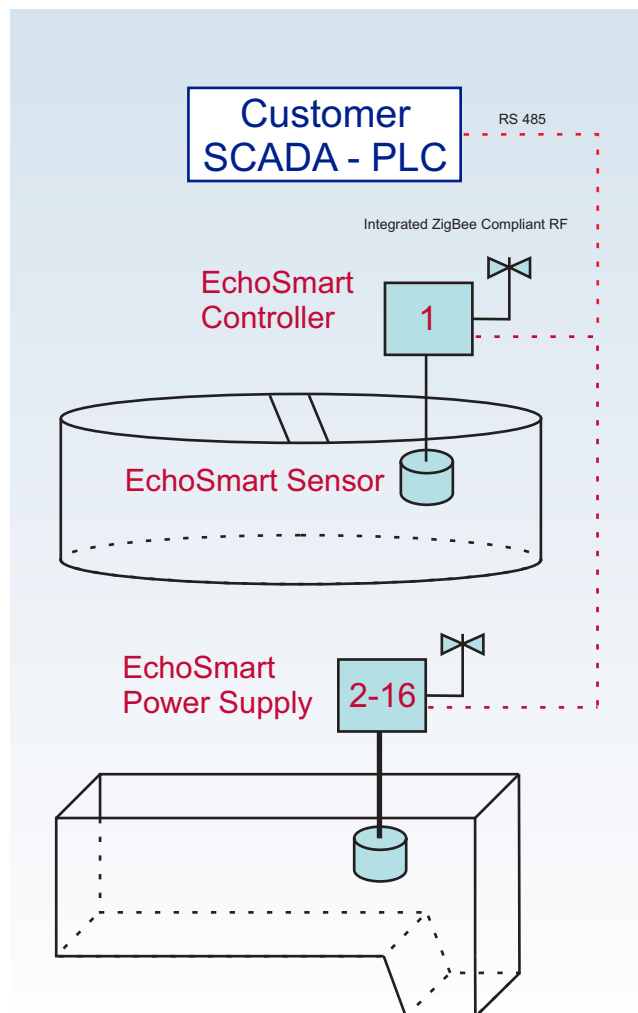 Customer
SCADA - PLC
RS 485
Integrated ZigBee Compliant RF
EchoSmart
Controller
1
EchoSmart Sensor
EchoSmart
Power Supply
2-16